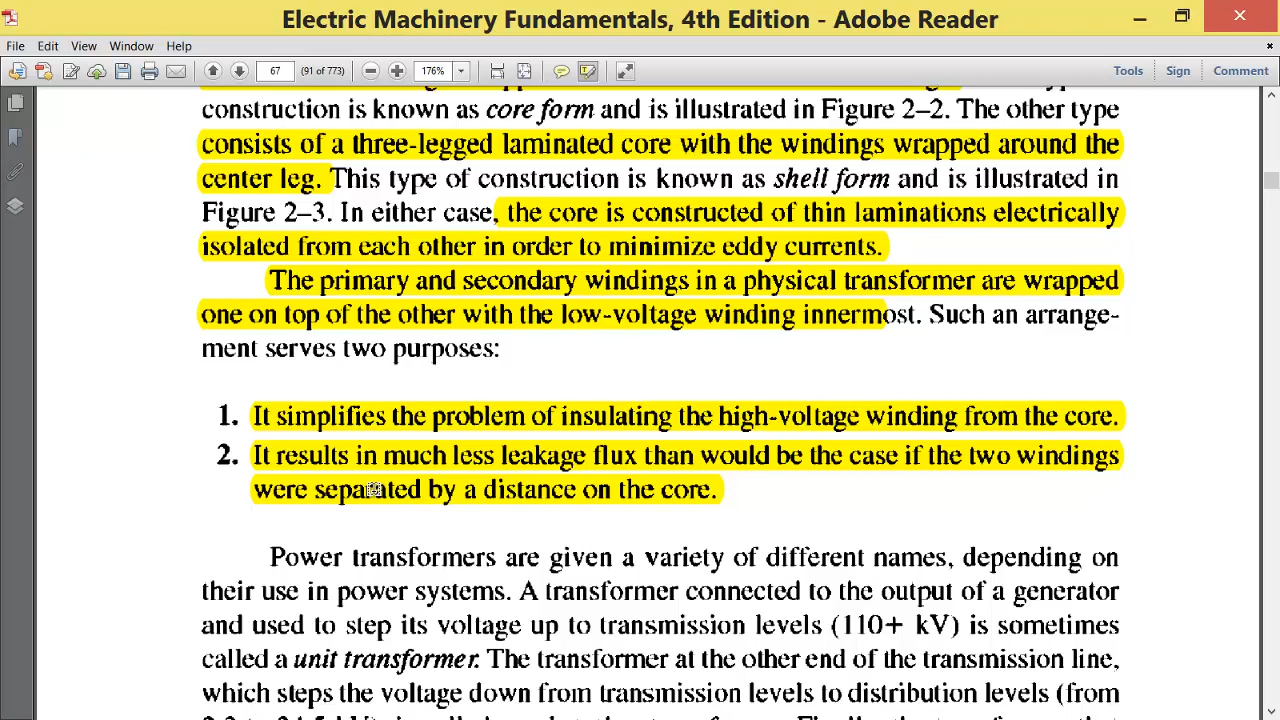 Electric Machinery Fundamentals, 4th Edition - Adobe Reader
File Edit View Window Help
67 (91 of 773) 176% Tools Sign Comment
construction is known as core form and is illustrated in Figure 2–2. The other type
consists of a three-legged laminated core with the windings wrapped around the
center leg. This type of construction is known as shell form and is illustrated in
Figure 2–3. In either case, the core is constructed of thin laminations electrically
isolated from each other in order to minimize eddy currents.
The primary and secondary windings in a physical transformer are wrapped
one on top of the other with the low-voltage winding innermost. Such an arrange-
ment serves two purposes:
1. It simplifies the problem of insulating the high-voltage winding from the core.
2. It results in much less leakage flux than would be the case if the two windings
were separated by a distance on the core.
Power transformers are given a variety of different names, depending on
their use in power systems. A transformer connected to the output of a generator
and used to step its voltage up to transmission levels (110+ kV) is sometimes
called a unit transformer. The transformer at the other end of the transmission line,
which steps the voltage down from transmission levels to distribution levels (from